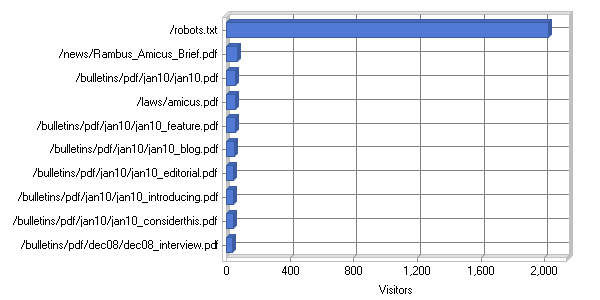 /robots.txt
/news/Rambus_Amicus_Brief.pdf
/bulletins/pdf/jan10/jan10.pdf
/laws/amicus.pdf
/bulletins/pdf/jan10/jan10_feature.pdf
/bulletins/pdf/jan10/jan10_blog.pdf
/bulletins/pdf/jan10/jan10_editorial.pdf
/bulletins/pdf/jan10/jan10_introducing.pdf
/bulletins/pdf/jan10/jan10_considerthis.pdf
/bulletins/pdf/dec08/dec08_interview.pdf
0 400 800 1,200 1,600 2,000
Visitors